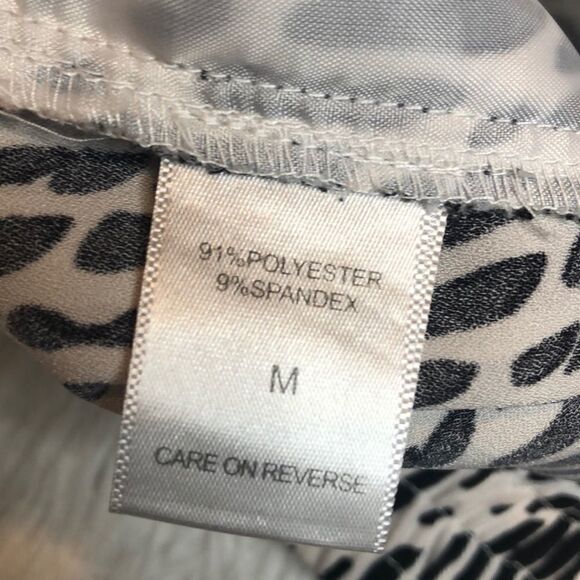 91%POLYESTER
9%SPANDEX
M
CARE ON REVERSE